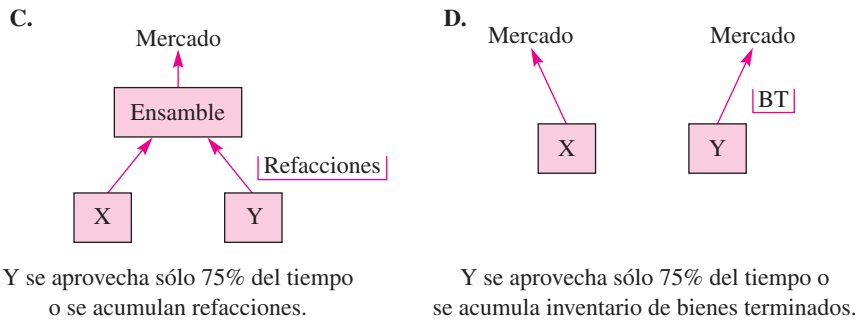 C.
Mercado
Ensamble
Refacciones
X
Y
Y se aprovecha sólo 75% del tiempo
o se acumulan refacciones.
D.
Mercado
Mercado
BT
X
Y
Y se aprovecha sólo 75% del tiempo o
se acumula inventario de bienes terminados.